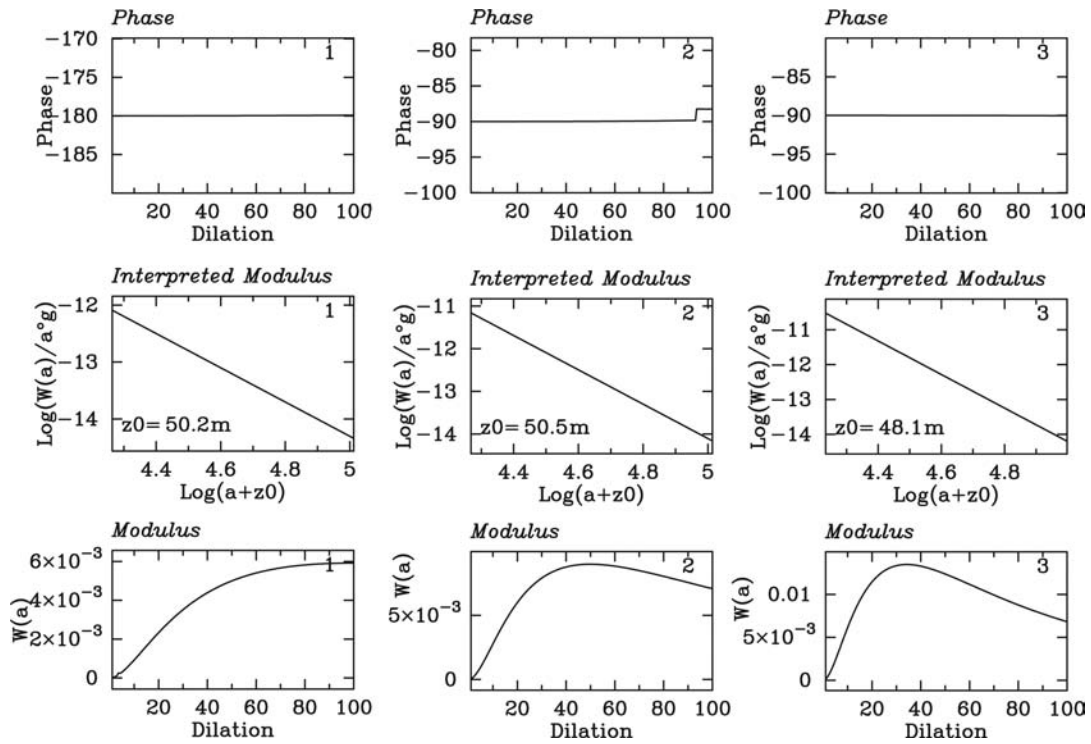 Phase Phase Phase
1 2 3
−170 −175 −180 −185
Phase
20 40 60 80 100
Dilation
−80 −85 −90 −95 −100
Phase
20 40 60 80 100
Dilation
−85 −90 −95 −100
Phase
20 40 60 80 100
Dilation
Interpreted Modulus Interpreted Modulus Interpreted Modulus
1 2 3
−12 −13 −14
Log(W(a)/a°g)
z0= 50.2m
4.4 4.6 4.8 5
Log(a+z0)
−11 −12 −13 −14
Log(W(a)/a°g)
z0= 50.5m
4.4 4.6 4.8 5
Log(a+z0)
−11 −12 −13 −14
Log(W(a)/a°g)
z0= 48.1m
4.4 4.6 4.8
Log(a+z0)
Modulus Modulus Modulus
1 2 3
6×10−3 4×10−3 2×10−3 0
W(a)
20 40 60 80 100
Dilation
5×10−3 0
W(a)
20 40 60 80 100
Dilation
0.01 5×10−3 0
W(a)
20 40 60 80 100
Dilation